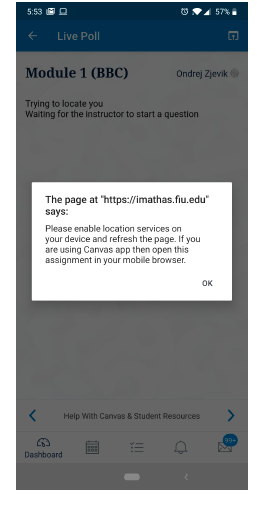 5:53 57%
Live Poll
Module 1 (BBC) Ondrej Zjevik
Trying to locate you
Waiting for the instructor to start a question
The page at "https://imathas.fiu.edu"
says:
Please enable location services on
your device and refresh the page. If you
are using Canvas app then open this
assignment in your mobile browser.
OK
Help With Canvas & Student Resources
99+
Dashboard